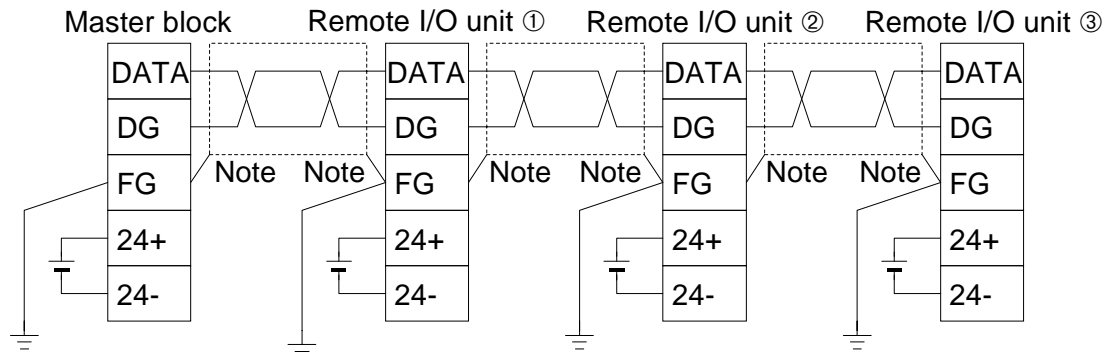 Master block Remote I/O unit ① Remote I/O unit ② Remote I/O unit ③
DATA DATA DATA DATA
DG DG DG DG
FG Note Note FG Note Note FG Note Note FG
24+ 24+ 24+ 24+
24- 24- 24- 24-